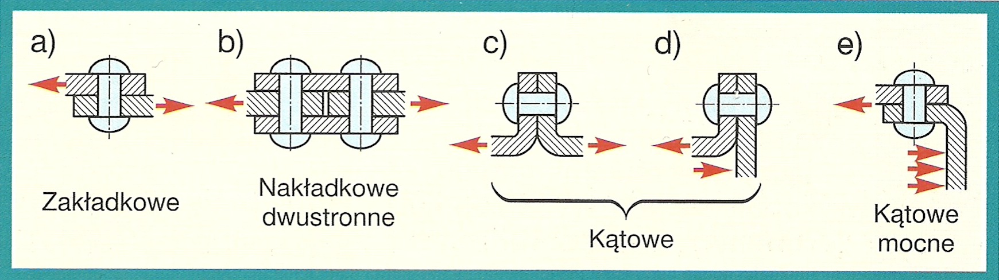 a)
b)
c)
d)
e)
Zakładkowe
Nakładkowe
dwustronne
Kątowe
Kątowe
mocne